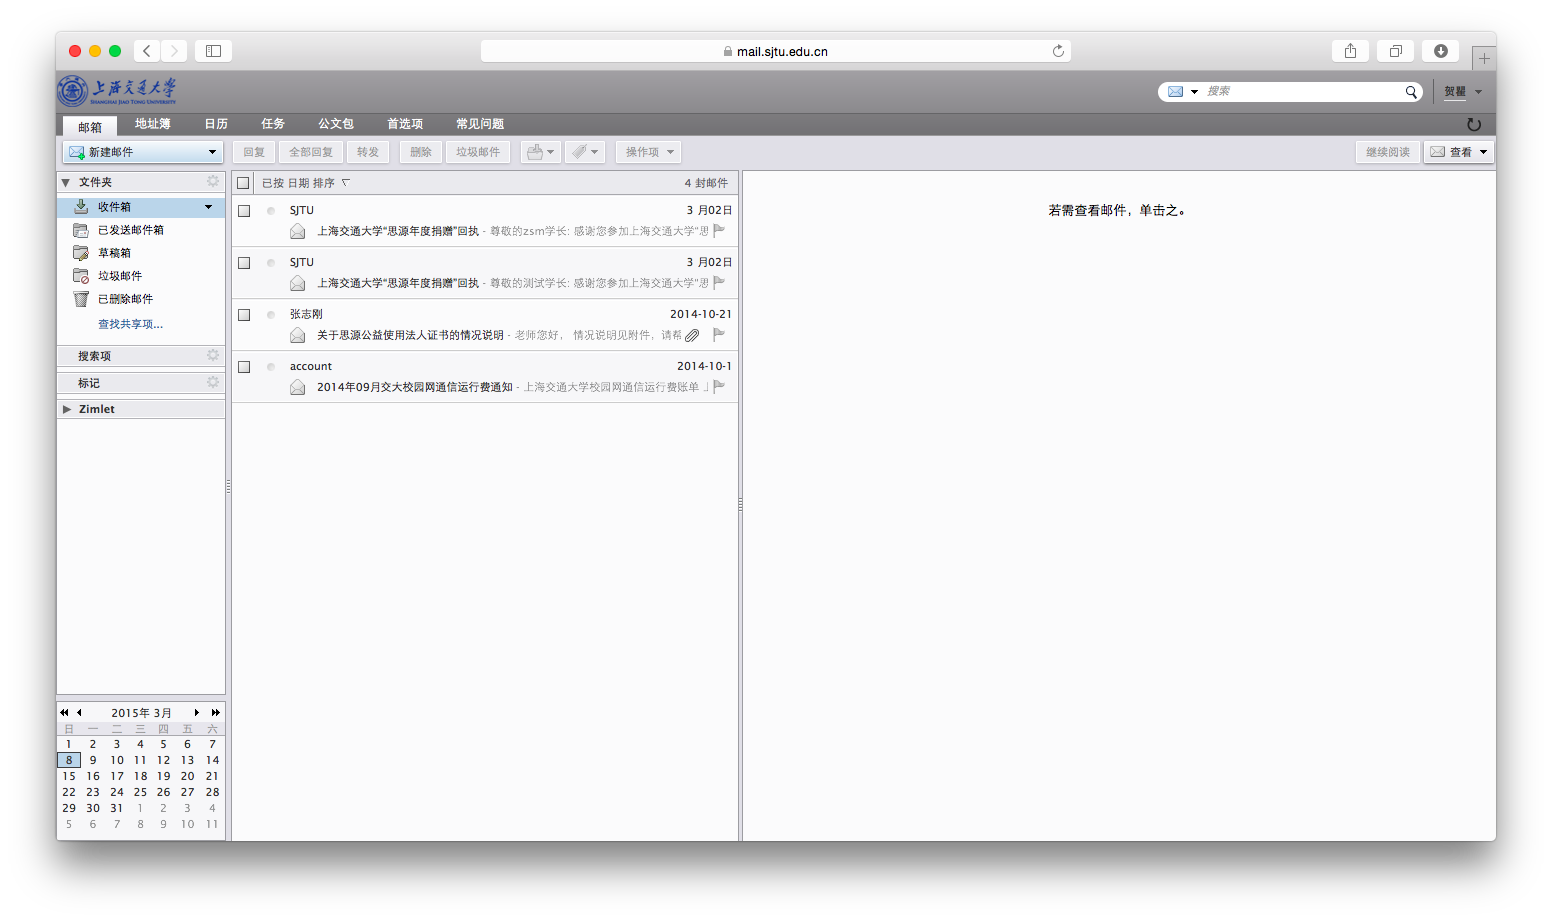 mail.sjtu.edu.cn
上海交通大学
SHANGHAI JIAO TONG UNIVERSITY
搜索
贺瞿
邮箱 地址簿 日历 任务 公文包 首选项 常见问题
新建邮件 回复 全部回复 转发 删除 垃圾邮件 操作项 继续阅读 查看
文件夹
收件箱
已发送邮件箱
草稿箱
垃圾邮件
已删除邮件
查找共享项...
搜索项
标记
Zimlet
已按 日期 排序 4 封邮件
SJTU 3 月02日
上海交通大学“思源年度捐赠”回执 - 尊敬的zsm学长: 感谢您参加上海交通大学“思
SJTU 3 月02日
上海交通大学“思源年度捐赠”回执 - 尊敬的测试学长: 感谢您参加上海交通大学“思
张志刚 2014-10-21
关于思源公益使用法人证书的情况说明 - 老师您好， 情况说明见附件，请帮
account 2014-10-1
2014年09月交大校园网通信运行费通知 - 上海交通大学校园网通信运行费账单
若需查看邮件，单击之。
2015年 3月
日 一 二 三 四 五 六
1 2 3 4 5 6 7
8 9 10 11 12 13 14
15 16 17 18 19 20 21
22 23 24 25 26 27 28
29 30 31 1 2 3 4
5 6 7 8 9 10 11